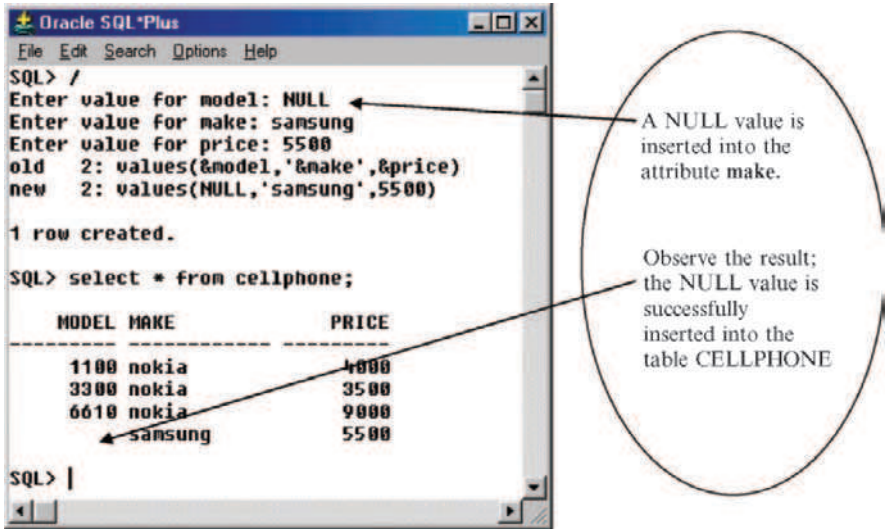 Oracle SQL*Plus
File Edit Search Options Help
SQL> /
Enter value for model: NULL
Enter value for make: samsung
Enter value for price: 5500
old 2: values(&model,'&make',&price)
new 2: values(NULL,'samsung',5500)
1 row created.
SQL> select * from cellphone;
MODEL MAKE PRICE
--------- ------------ ---------
1100 nokia 4000
3300 nokia 3500
6610 nokia 9000
samsung 5500
SQL>
A NULL value is
inserted into the
attribute make.
Observe the result;
the NULL value is
successfully
inserted into the
table CELLPHONE